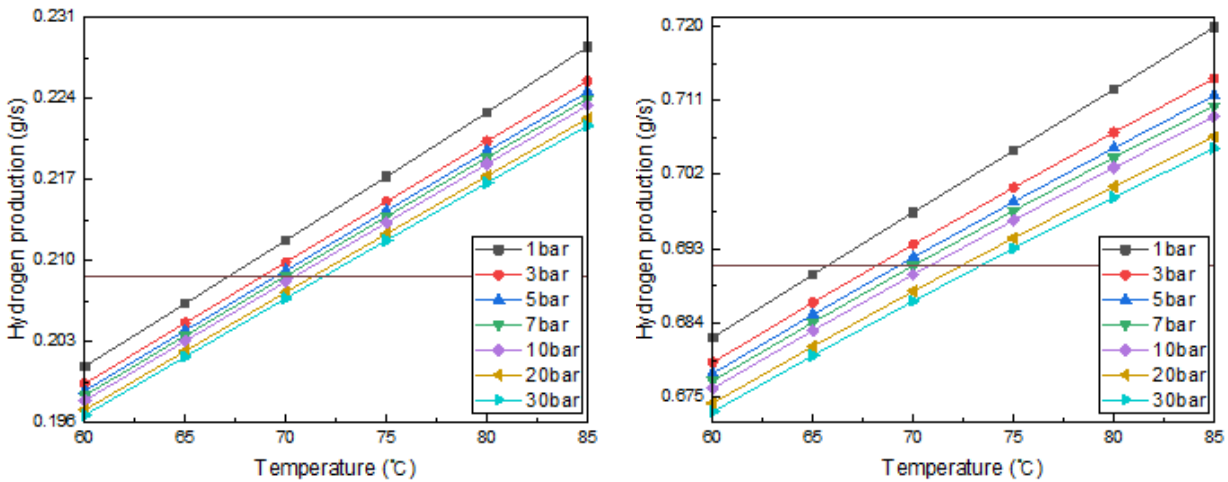 0.231
0.224
0.217
0.210
0.203
0.196
Hydrogen production (g/s)
60 65 70 75 80 85
Temperature (℃)
1bar
3bar
5bar
7bar
10bar
20bar
30bar
0.720
0.711
0.702
0.693
0.684
0.675
Hydrogen production (g/s)
60 65 70 75 80 85
Temperature (℃)
1bar
3bar
5bar
7bar
10bar
20bar
30bar